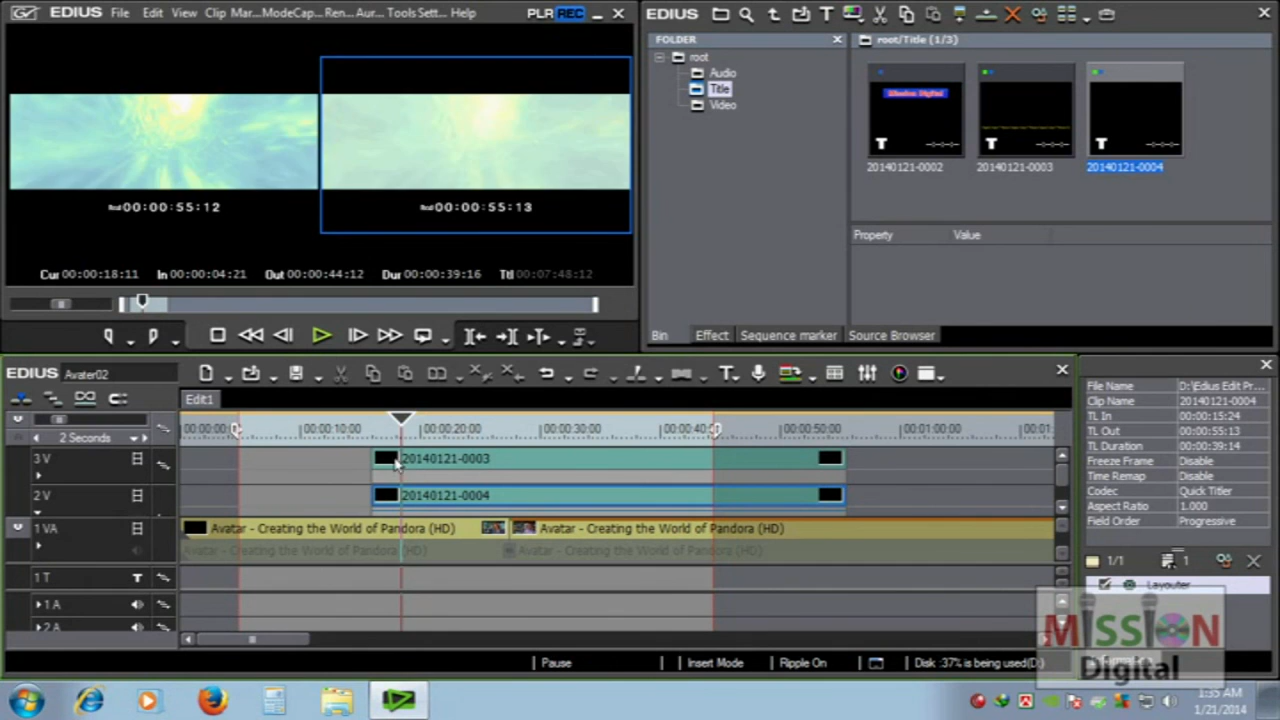 EDIUS File Edit View Clip Mar... ModeCap... Ren... Aur... Tools Sett... Help PLR REC
00:00:55:12 00:00:55:13
Cur 00:00:18:11 In 00:00:04:21 Out 00:00:44:12 Dur 00:00:39:16 Ttl 00:07:48:12
EDIUS
FOLDER
root
Audio
Title
Video
root/Title (1/3)
Mission Digital
T --:--:--:-- T --:--:--:-- T --:--:--:--
20140121-0002 20140121-0003 20140121-0004
Property Value
Bin Effect Sequence marker Source Browser
EDIUS Avater02
Edit1
2 Seconds
00:00:00:0 00:00:10:00 00:00:20:00 00:00:30:00 00:00:40: 00:00:50:00 00:01:00:00 00:01:
3 V 20140121-0003
2 V 20140121-0004
1 VA Avatar - Creating the World of Pandora (HD) Avatar - Creating the World of Pandora (HD)
Avatar - Creating the World of Pandora (HD) Avatar - Creating the World of Pandora (HD)
1 T T
1 A
2 A
Pause Insert Mode Ripple On Disk :37% is being used(D:)
File Name D:\Edius Edit Pr...
Clip Name 20140121-0004
TL In 00:00:15:24
TL Out 00:00:55:13
TL Duration 00:00:39:14
Freeze Frame Disable
Time Remap Disable
Codec Quick Titler
Aspect Ratio 1.000
Field Order Progressive
1/1 1
Layouter
MiSSION
Digital
1:35 AM
1/21/2014